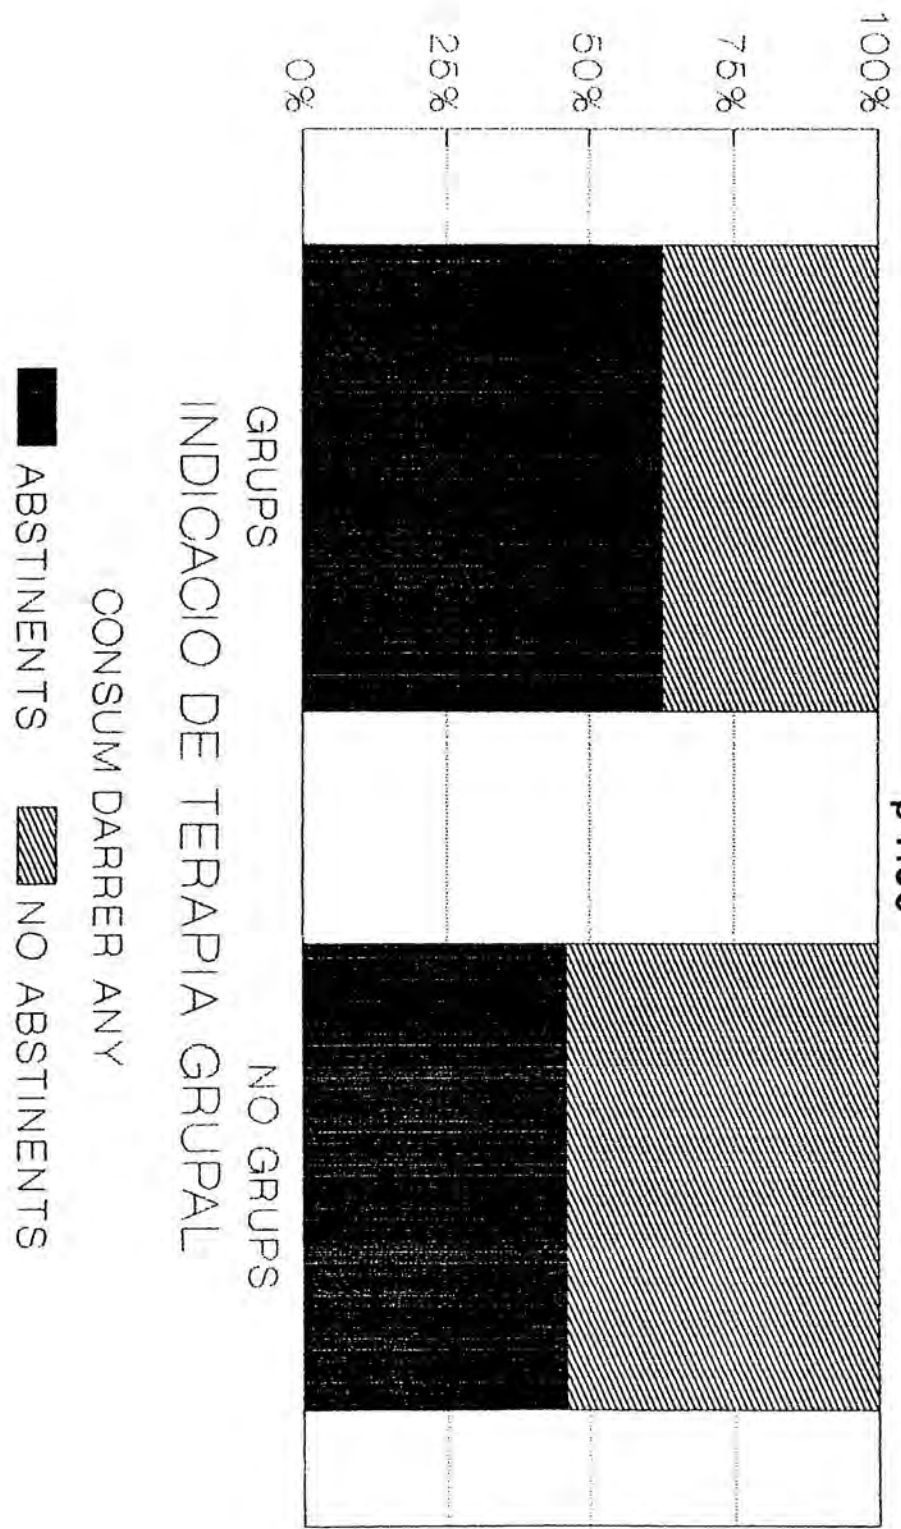 100%
75%
50%
25%
0%
GRUPS NO GRUPS
INDICACIO DE TERAPIA GRUPAL
CONSUM DARRER ANY
ABSTINENTS NO ABSTINENTS